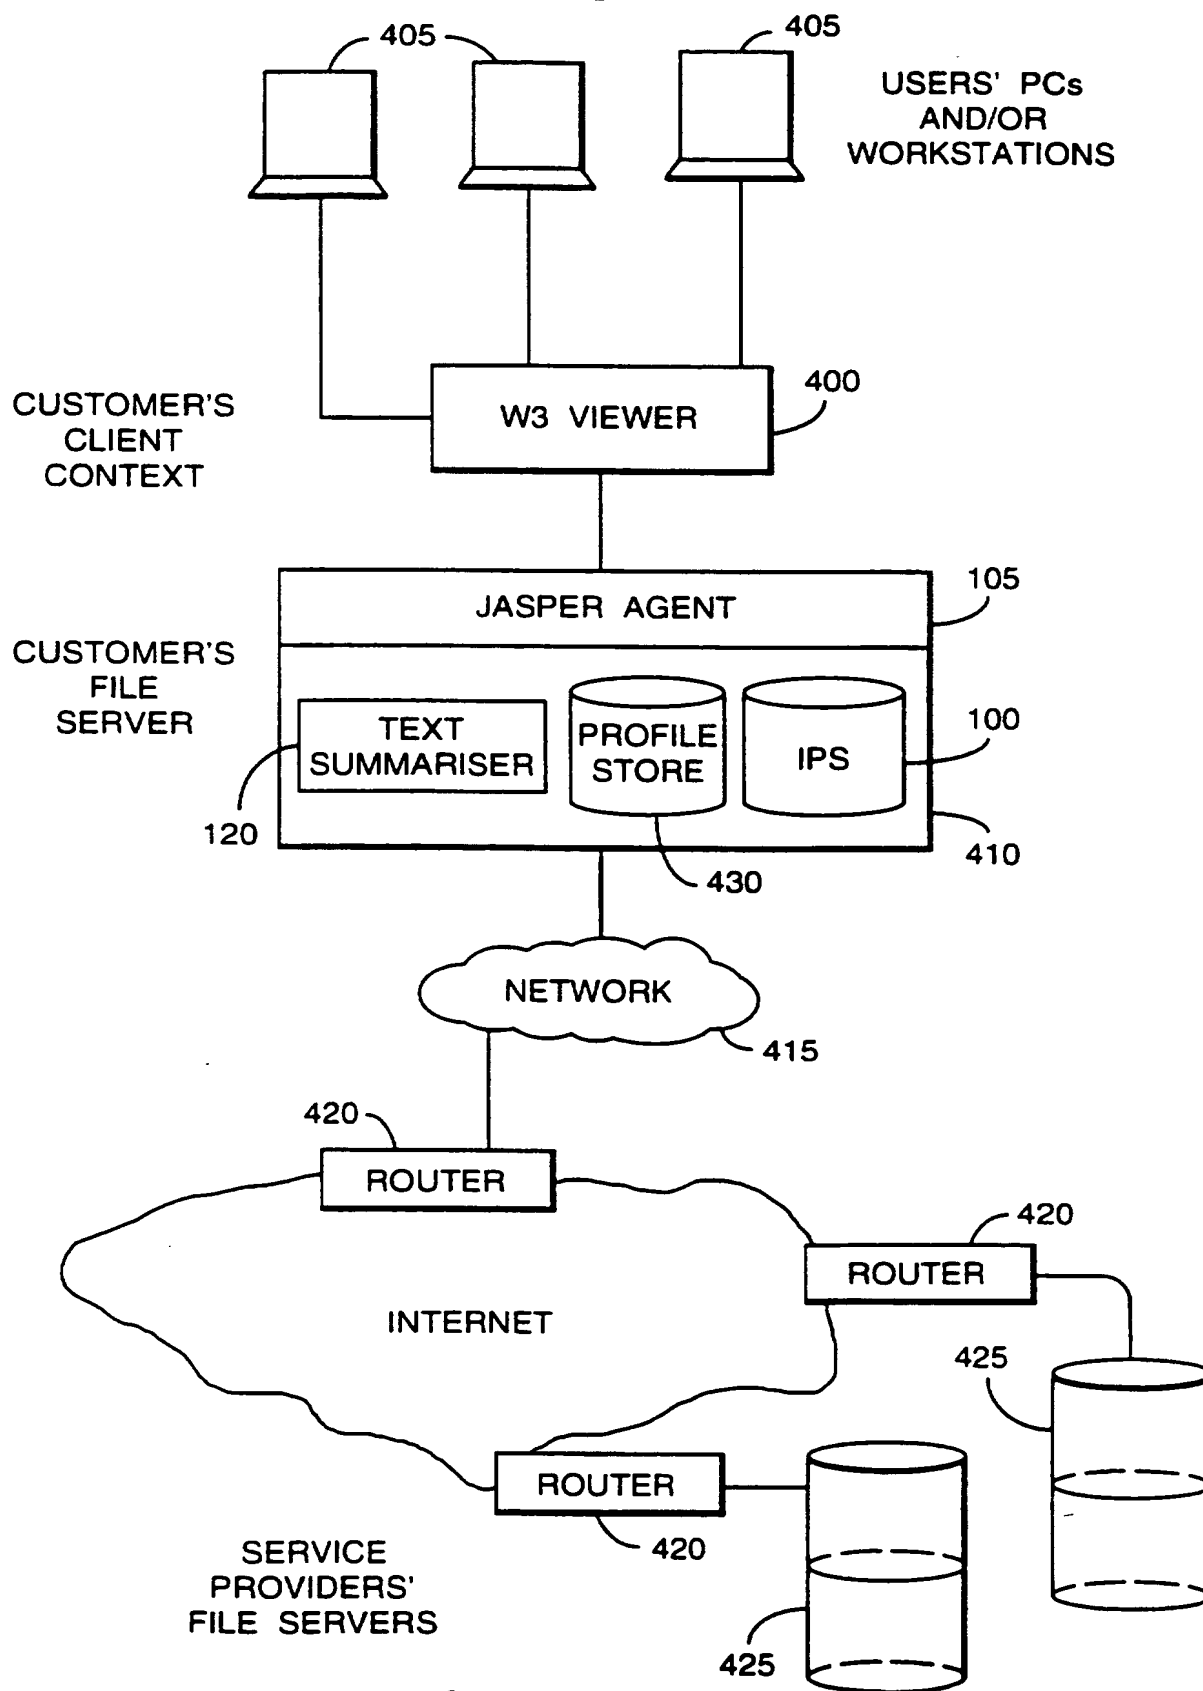 405
405
USERS' PCs
AND/OR
WORKSTATIONS
400
W3 VIEWER
CUSTOMER'S
CLIENT
CONTEXT
105
JASPER AGENT
CUSTOMER'S
FILE
SERVER
TEXT
SUMMARISER
PROFILE
STORE
IPS
100
120
410
430
NETWORK
415
420
ROUTER
420
ROUTER
INTERNET
425
ROUTER
420
SERVICE
PROVIDERS'
FILE SERVERS
425